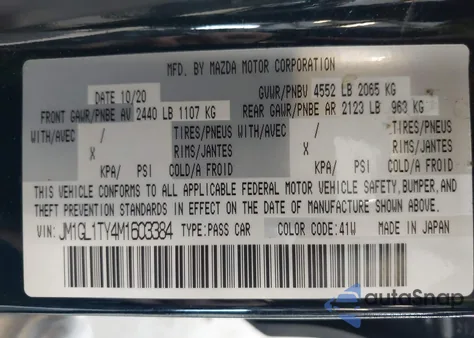 MFD. BY MAZDA MOTOR CORPORATION
DATE 10/20 GVWR/PNBV 4552 LB 2065 KG
FRONT GAWR/PNBE AV 2440 LB 1107 KG REAR GAWR/PNBE AR 2123 LB 963 KG
WITH/AVEC / TIRES/PNEUS WITH/AVEC / TIRES/PNEUS
X RIMS/JANTES X RIMS/JANTES
KPA/ PSI COLD/A FROID KPA/ PSI COLD/A FROID
THIS VEHICLE CONFORMS TO ALL APPLICABLE FEDERAL MOTOR VEHICLE SAFETY, BUMPER, AND
THEFT PREVENTION STANDARDS IN EFFECT ON THE DATE OF MANUFACTURE SHOWN ABOVE.
VIN: JM1GL1TY4M1603384 TYPE: PASS CAR COLOR CODE: 41W MADE IN JAPAN
autoSnap